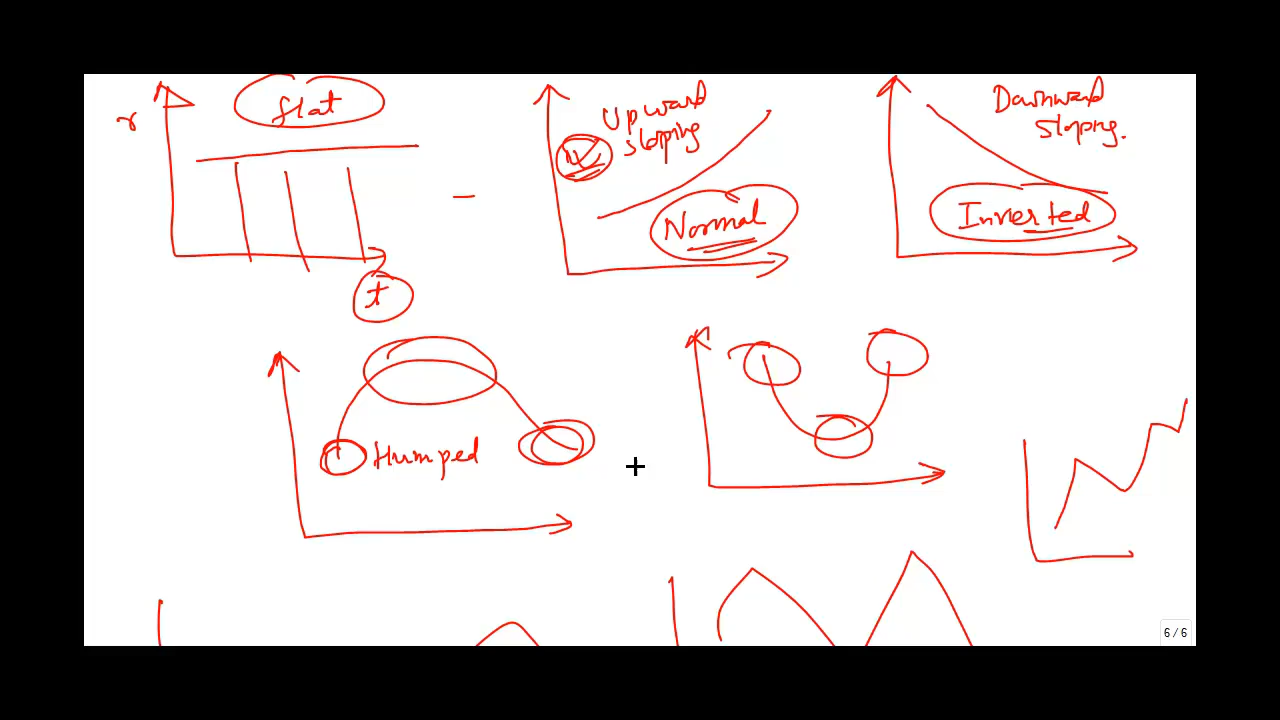 r
flat
t
Upward
sloping
Normal
Downward
sloping.
Inverted
Humped
6 / 6